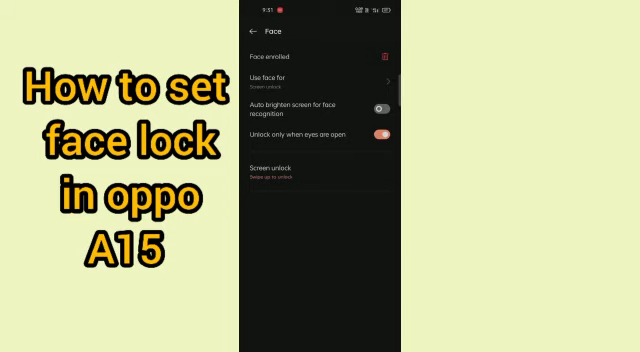 How to set
face lock
in oppo
A15
9:31
Face
Face enrolled
Use face for
Screen unlock
Auto brighten screen for face
recognition
Unlock only when eyes are open
Screen unlock
Swipe up to unlock